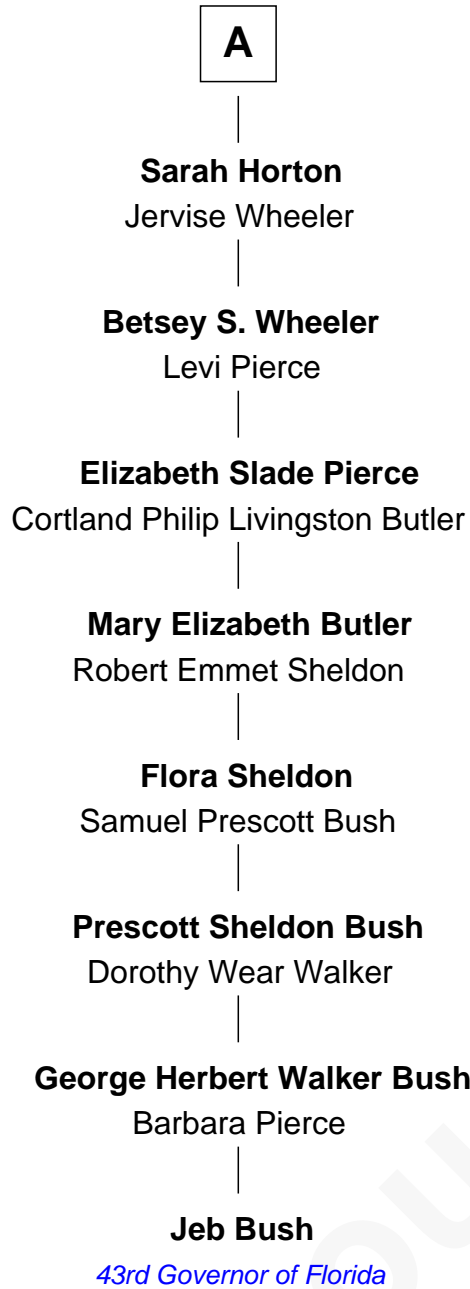 A
Sarah Horton
Jervise Wheeler
Betsey S. Wheeler
Levi Pierce
Elizabeth Slade Pierce
Cortland Philip Livingston Butler
Mary Elizabeth Butler
Robert Emmet Sheldon
Flora Sheldon
Samuel Prescott Bush
Prescott Sheldon Bush
Dorothy Wear Walker
George Herbert Walker Bush
Barbara Pierce
Jeb Bush
43rd Governor of Florida